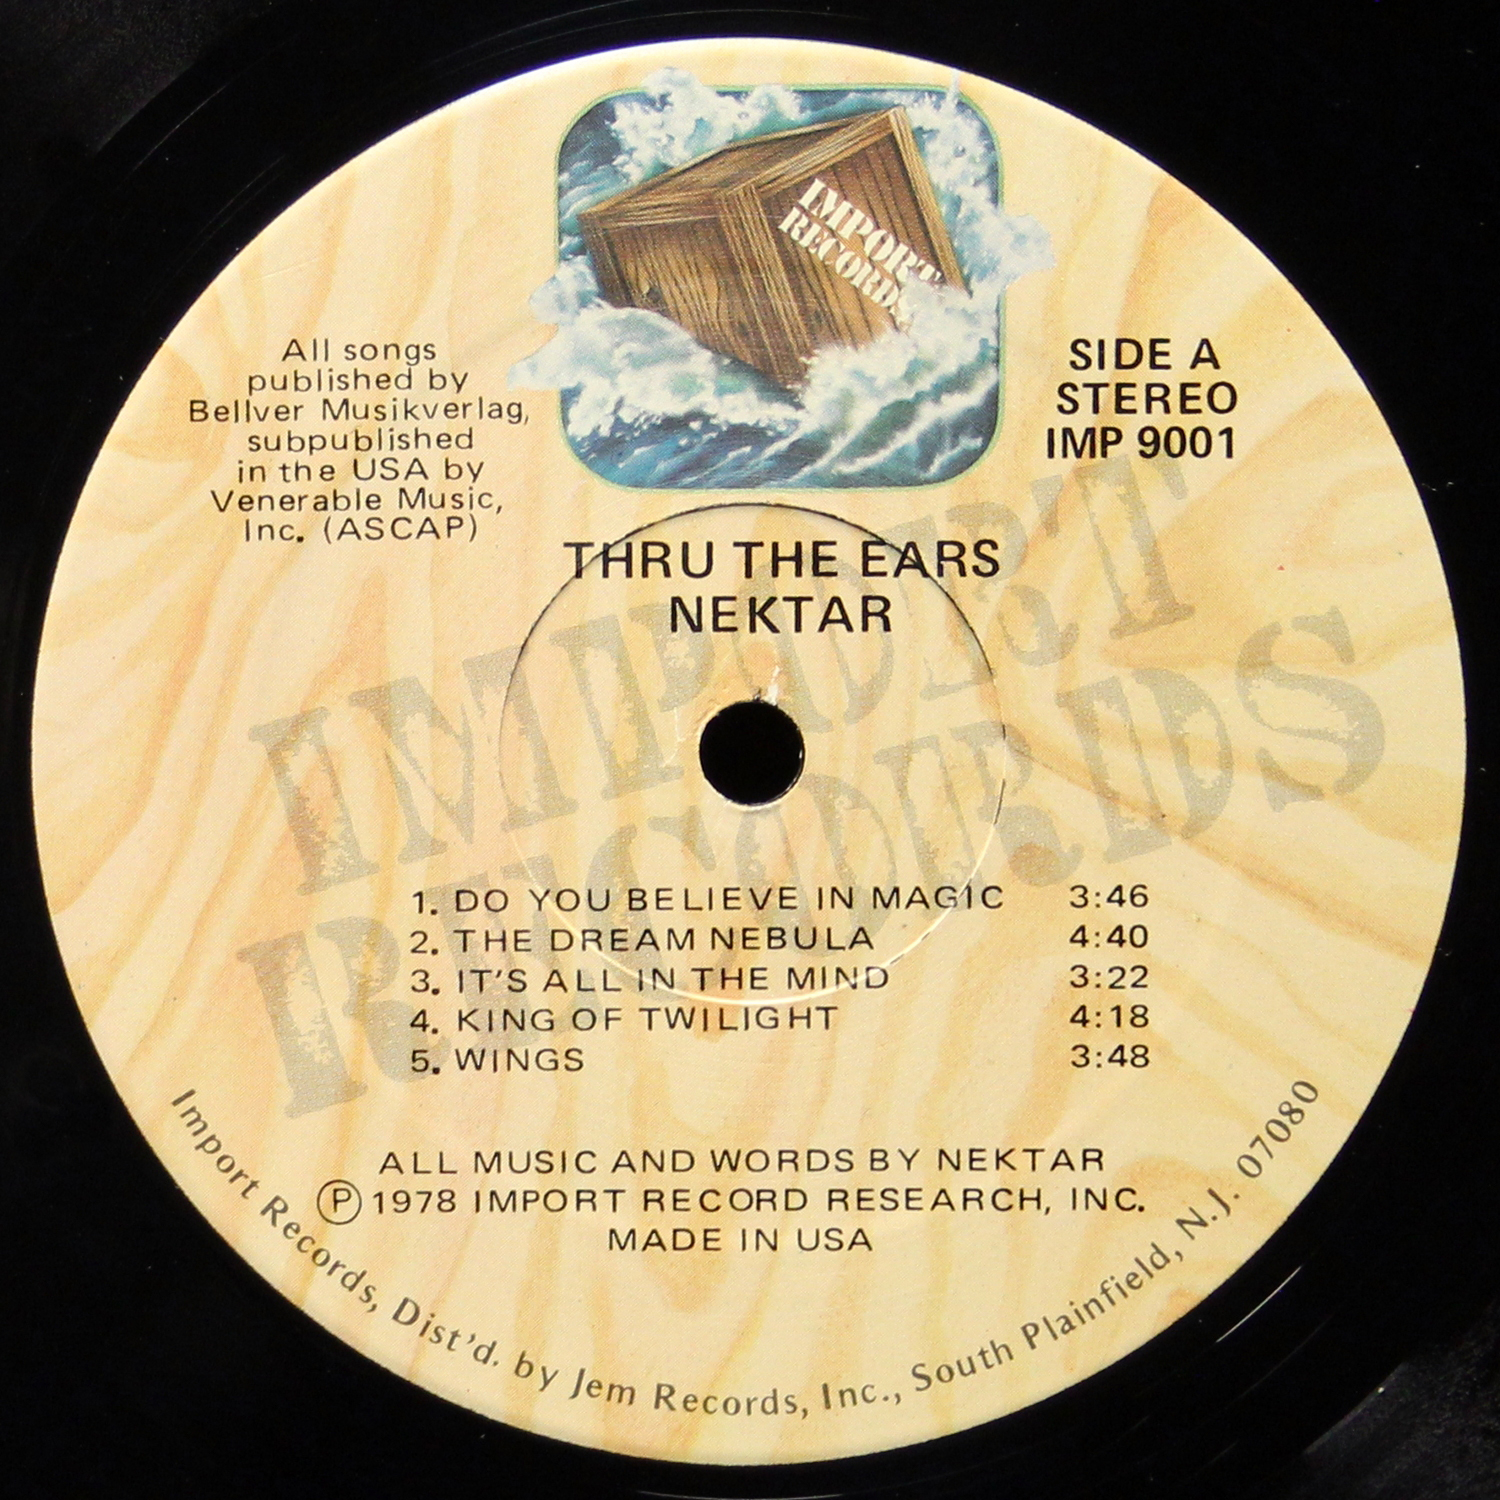 IMPORT
RECORDS
All songs
published by
Bellver Musikverlag,
subpublished
in the USA by
Venerable Music,
Inc. (ASCAP)
SIDE A
STEREO
IMP 9001
THRU THE EARS
NEKTAR
IMPORT
RECORDS
1. DO YOU BELIEVE IN MAGIC 3:46
2. THE DREAM NEBULA 4:40
3. IT'S ALL IN THE MIND 3:22
4. KING OF TWILIGHT 4:18
5. WINGS 3:48
ALL MUSIC AND WORDS BY NEKTAR
Ⓟ 1978 IMPORT RECORD RESEARCH, INC.
MADE IN USA
Import Records, Dist'd. by Jem Records, Inc., South Plainfield, N.J. 07080